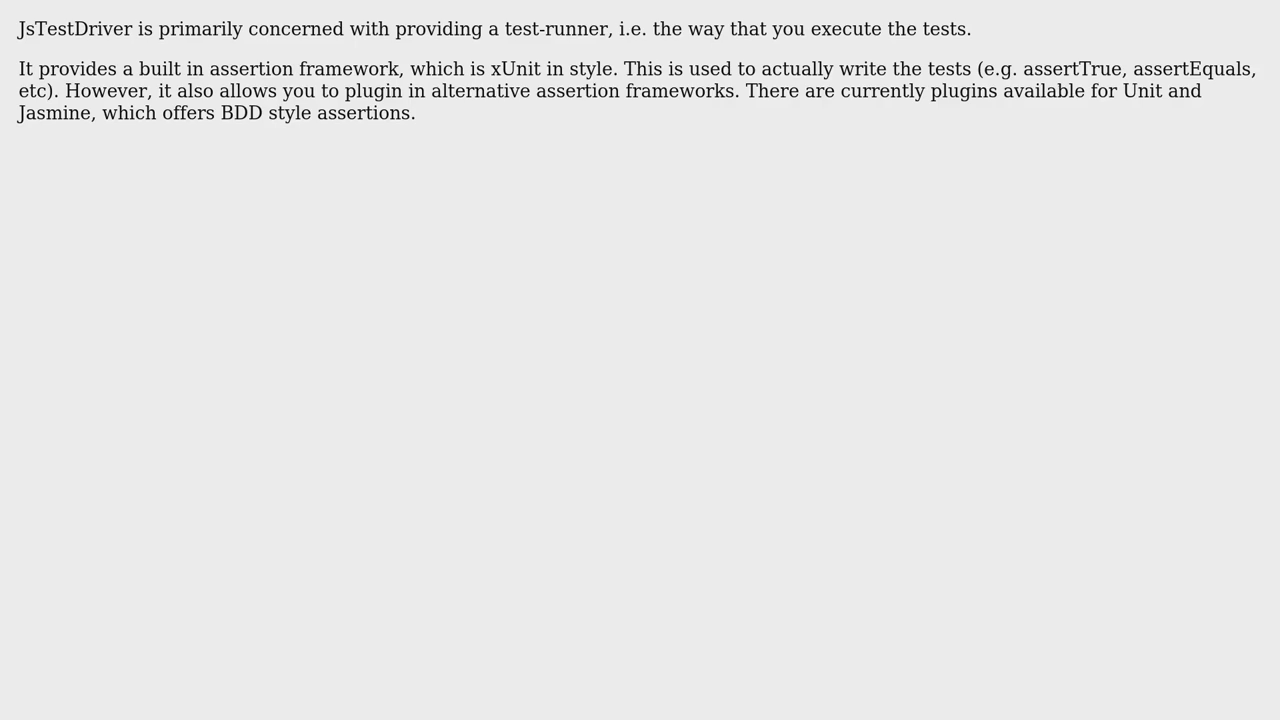 JsTestDriver is primarily concerned with providing a test-runner, i.e. the way that you execute the tests.
It provides a built in assertion framework, which is xUnit in style. This is used to actually write the tests (e.g. assertTrue, assertEquals,
etc). However, it also allows you to plugin in alternative assertion frameworks. There are currently plugins available for Unit and
Jasmine, which offers BDD style assertions.